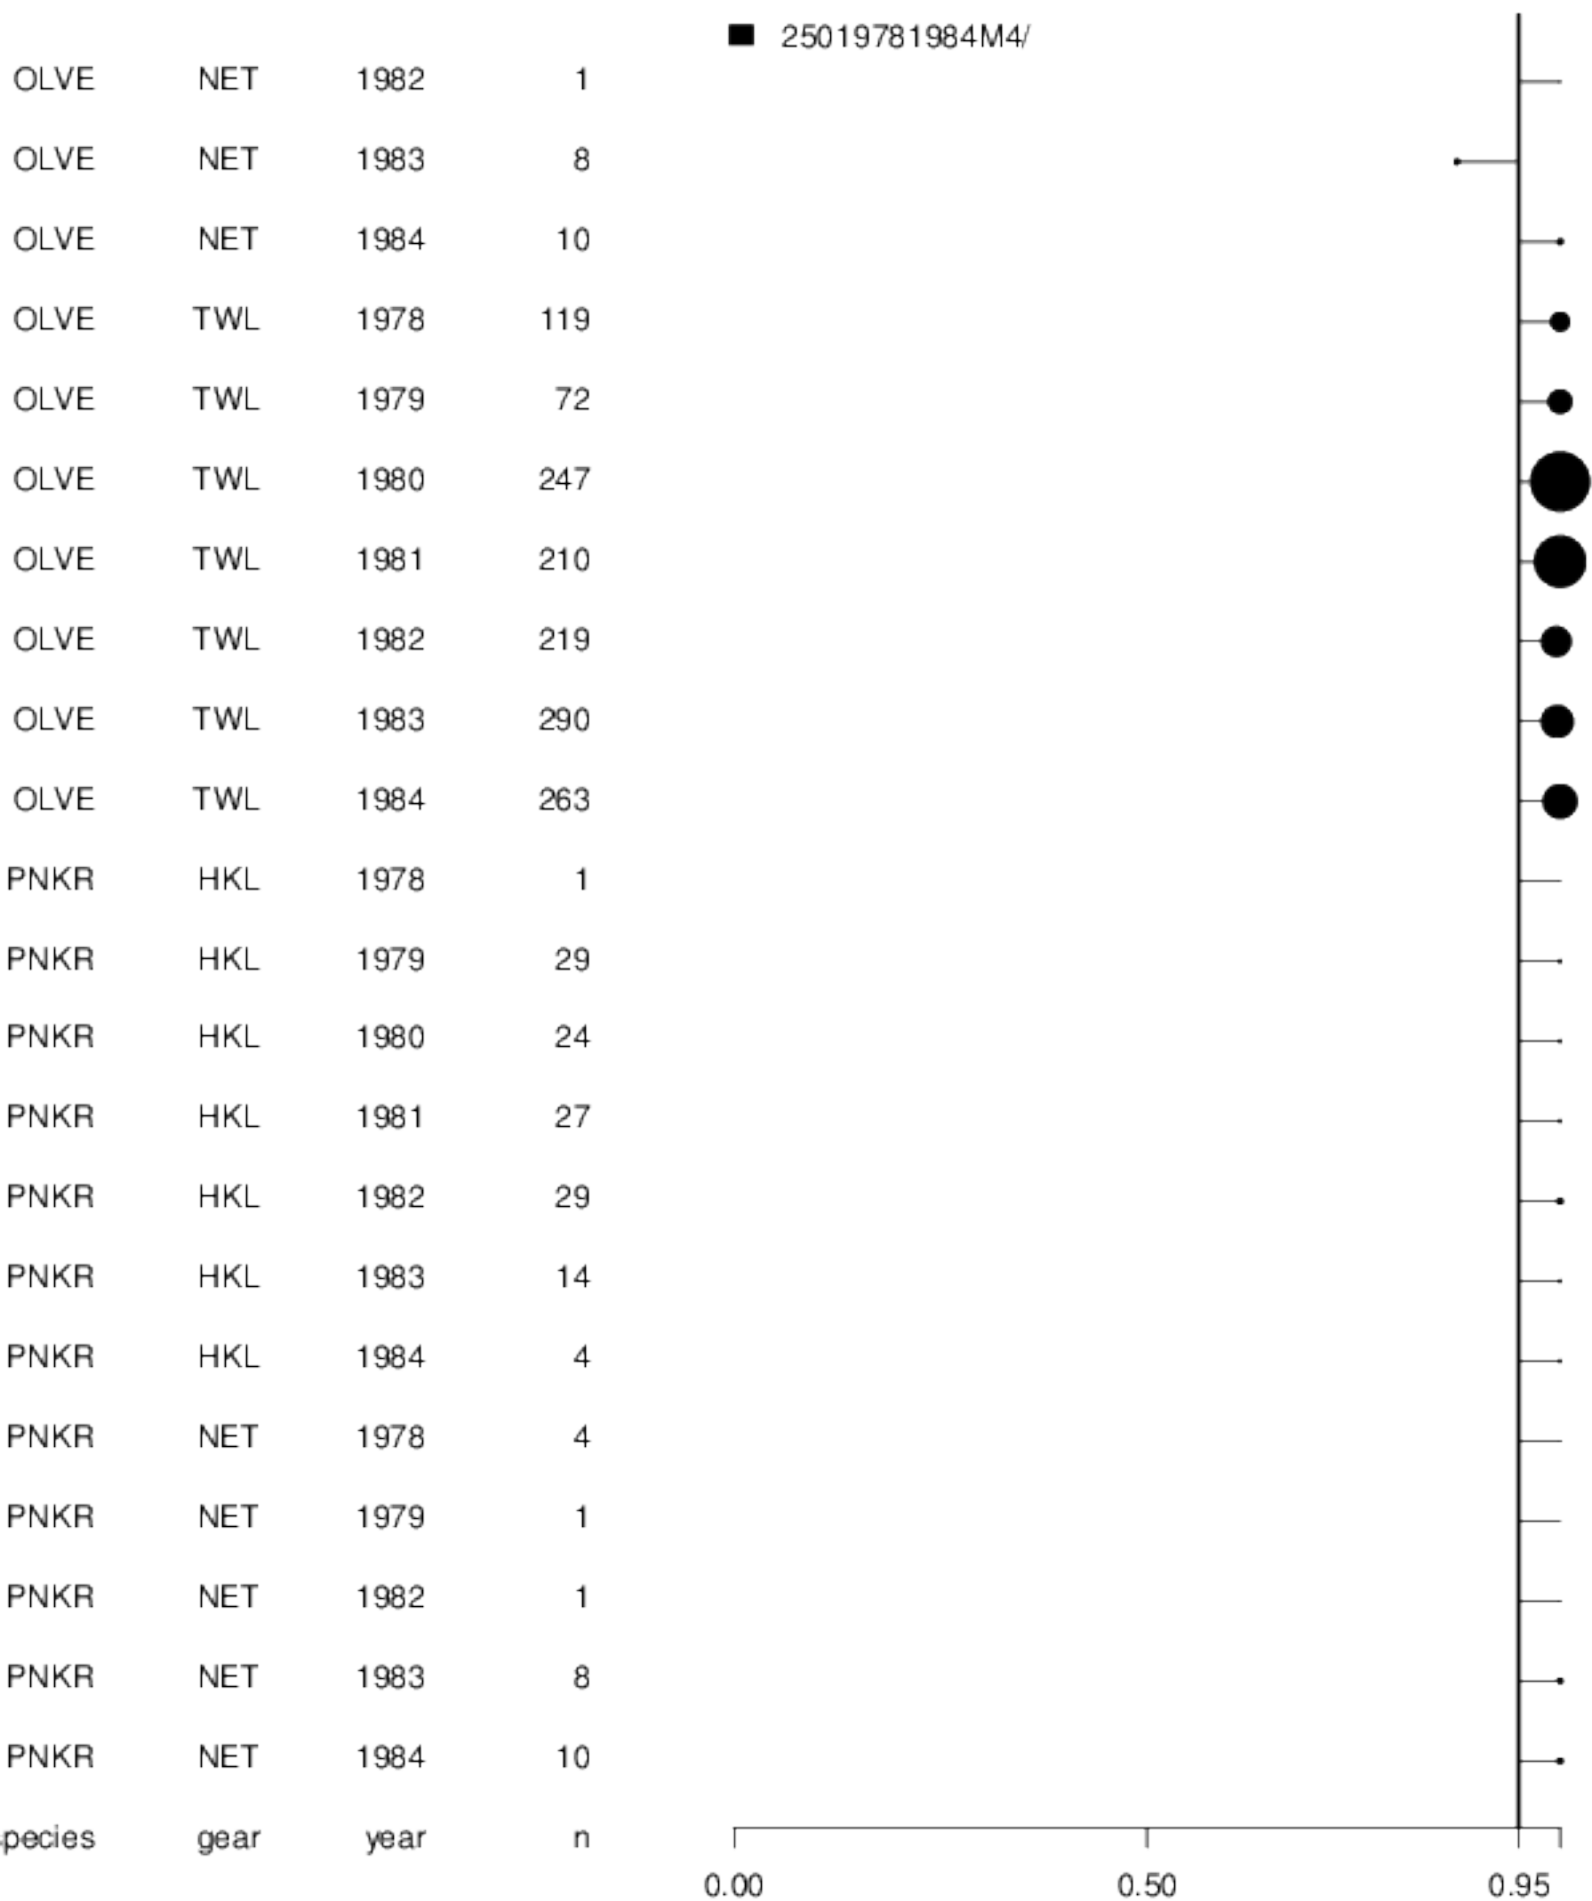 25019781984M4/
OLVE NET 1982 1
OLVE NET 1983 8
OLVE NET 1984 10
OLVE TWL 1978 119
OLVE TWL 1979 72
OLVE TWL 1980 247
OLVE TWL 1981 210
OLVE TWL 1982 219
OLVE TWL 1983 290
OLVE TWL 1984 263
PNKR HKL 1978 1
PNKR HKL 1979 29
PNKR HKL 1980 24
PNKR HKL 1981 27
PNKR HKL 1982 29
PNKR HKL 1983 14
PNKR HKL 1984 4
PNKR NET 1978 4
PNKR NET 1979 1
PNKR NET 1982 1
PNKR NET 1983 8
PNKR NET 1984 10
pecies gear year n
0.00 0.50 0.95